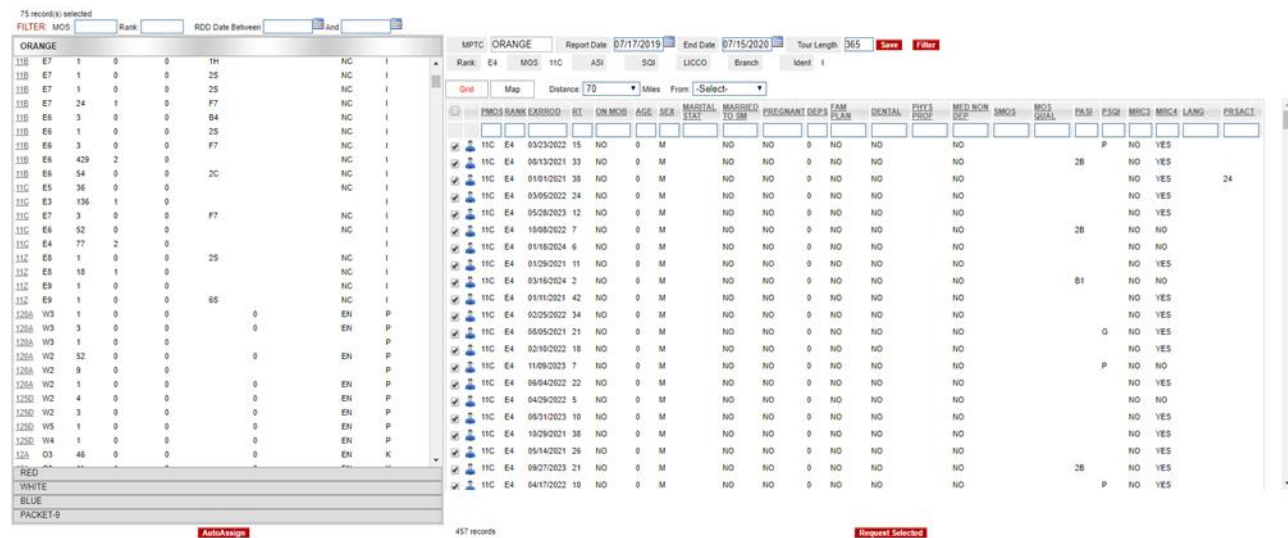 75 record(s) selected
FILTER: MOS Rank RDD Date Between And
ORANGE
11B E7 1 0 0 1H NC I
11B E7 1 0 0 2S NC I
11B E7 1 0 0 2S NC I
11B E7 24 1 0 F7 NC I
11B E6 3 0 0 B4 NC I
11B E6 1 0 0 2S NC I
11B E6 3 0 0 F7 NC I
11B E6 429 2 0 NC I
11B E6 54 0 0 2C NC I
11C E5 36 0 0 NC I
11C E3 136 1 0 I
11C E7 3 0 0 F7 NC I
11C E6 52 0 0 NC I
11C E4 77 2 0 I
11Z E8 1 0 0 2S NC I
11Z E8 18 1 0 NC I
11Z E9 1 0 0 NC I
11Z E9 1 0 0 6S NC I
120A W3 1 0 0 0 EN P
120A W3 3 0 0 0 EN P
120A W3 1 0 0 P
120A W2 52 0 0 0 EN P
120A W2 9 0 0 P
120A W2 1 0 0 0 EN P
125D W2 4 0 0 0 EN P
125D W2 3 0 0 0 EN P
125D W5 1 0 0 0 EN P
125D W4 1 0 0 0 EN P
12A O3 46 0 0 0 EN K
RED
WHITE
BLUE
PACKET-9
AutoAssign
MPTC ORANGE Report Date 07/17/2019 End Date 07/15/2020 Tour Length 365 Save Filter
Rank E4 MOS 11C ASI SQI LICCO Branch Ident I
Grid Map Distance: 70 Miles From -Select-
PMOS RANK EXRROD RT ON MOB AGE SEX MARITAL STAT MARRIED TO SM PREGNANT DEPS FAM PLAN DENTAL PHYS PROF MED NON DEP SMOS MOS QUAL PASI PSQI MRC3 MRC4 LANG PRSACT
11C E4 03/23/2022 15 NO 0 M NO NO 0 NO NO NO P NO YES
11C E4 08/13/2021 33 NO 0 M NO NO 0 NO NO NO 2B NO YES
11C E4 01/01/2021 38 NO 0 M NO NO 0 NO NO NO NO YES 24
11C E4 03/05/2022 24 NO 0 M NO NO 0 NO NO NO NO YES
11C E4 05/28/2023 12 NO 0 M NO NO 0 NO NO NO NO YES
11C E4 10/08/2022 7 NO 0 M NO NO 0 NO NO NO 2B NO NO
11C E4 01/18/2024 6 NO 0 M NO NO 0 NO NO NO NO NO
11C E4 01/29/2021 11 NO 0 M NO NO 0 NO NO NO NO YES
11C E4 03/16/2024 2 NO 0 M NO NO 0 NO NO NO B1 NO NO
11C E4 01/11/2021 42 NO 0 M NO NO 0 NO NO NO NO YES
11C E4 02/25/2022 34 NO 0 M NO NO 0 NO NO NO NO YES
11C E4 08/05/2021 21 NO 0 M NO NO 0 NO NO NO G NO YES
11C E4 02/10/2022 18 NO 0 M NO NO 0 NO NO NO NO YES
11C E4 11/09/2023 7 NO 0 M NO NO 0 NO NO NO P NO NO
11C E4 06/04/2022 22 NO 0 M NO NO 0 NO NO NO NO YES
11C E4 04/29/2022 5 NO 0 M NO NO 0 NO NO NO NO NO
11C E4 08/31/2023 10 NO 0 M NO NO 0 NO NO NO NO YES
11C E4 10/29/2021 38 NO 0 M NO NO 0 NO NO NO NO YES
11C E4 05/14/2021 26 NO 0 M NO NO 0 NO NO NO NO YES
11C E4 09/27/2023 21 NO 0 M NO NO 0 NO NO NO 2B NO YES
11C E4 04/17/2022 10 NO 0 M NO NO 0 NO NO NO P NO YES
457 records
Request Selected